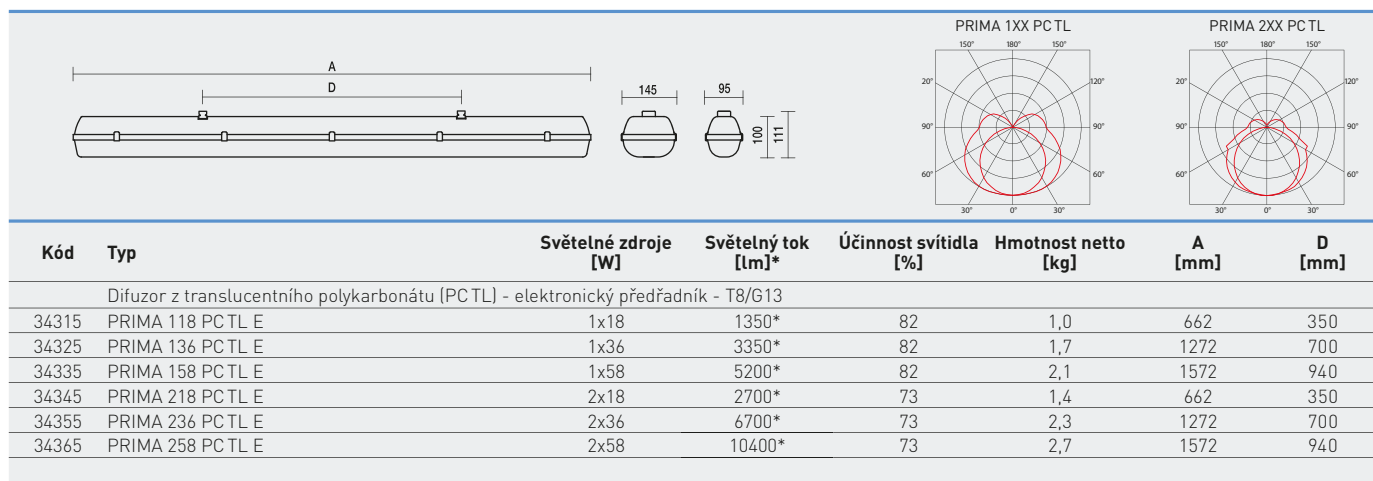 PRIMA 1XX PC TL
150° 180° 150°
20° 120°
90° 90°
60° 60°
30° 0° 30°
PRIMA 2XX PC TL
150° 180° 150°
20° 120°
90° 90°
60° 60°
30° 0° 30°
A
D
145
95
100
111
Kód Typ Světelné zdroje [W] Světelný tok [lm]* Účinnost svítidla [%] Hmotnost netto [kg] A [mm] D [mm]
Difuzor z translucentního polykarbonátu (PC TL) - elektronický předřadník - T8/G13
34315 PRIMA 118 PC TL E 1x18 1350* 82 1,0 662 350
34325 PRIMA 136 PC TL E 1x36 3350* 82 1,7 1272 700
34335 PRIMA 158 PC TL E 1x58 5200* 82 2,1 1572 940
34345 PRIMA 218 PC TL E 2x18 2700* 73 1,4 662 350
34355 PRIMA 236 PC TL E 2x36 6700* 73 2,3 1272 700
34365 PRIMA 258 PC TL E 2x58 10400* 73 2,7 1572 940